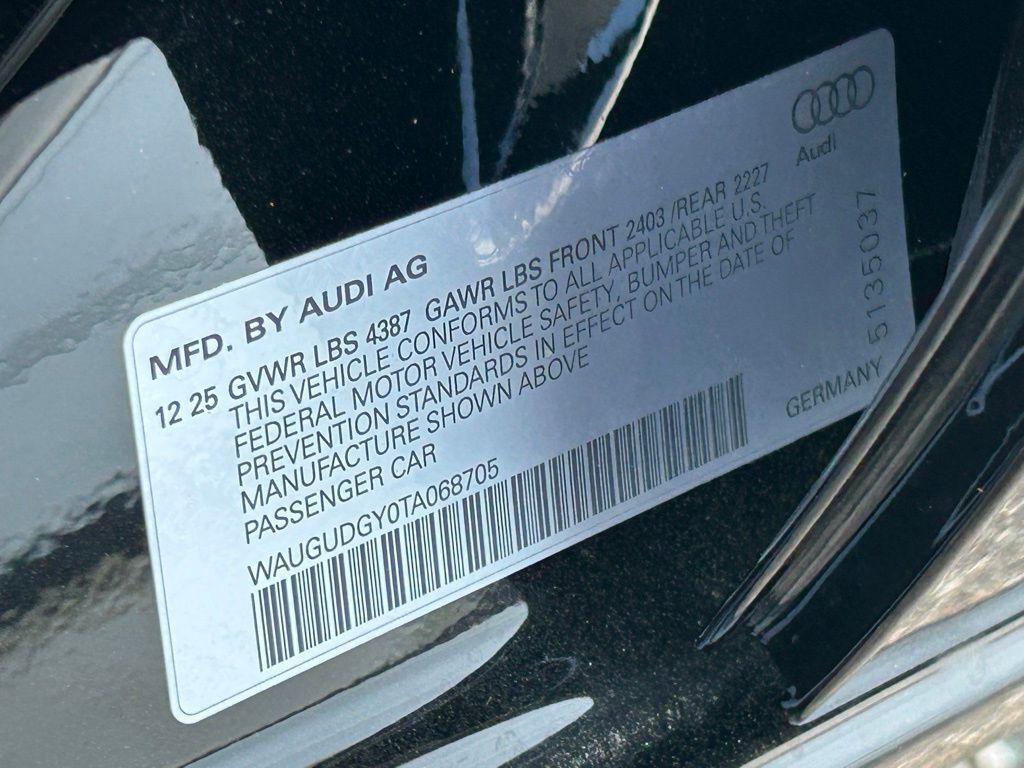 Audi
MFD. BY AUDI AG
12 25 GVWR LBS 4387 GAWR LBS FRONT 2403 /REAR 2227
THIS VEHICLE CONFORMS TO ALL APPLICABLE U.S.
FEDERAL MOTOR VEHICLE SAFETY, BUMPER AND THEFT
PREVENTION STANDARDS IN EFFECT ON THE DATE OF
MANUFACTURE SHOWN ABOVE
PASSENGER CAR
WAUGUDGY0TA068705
GERMANY
5135037